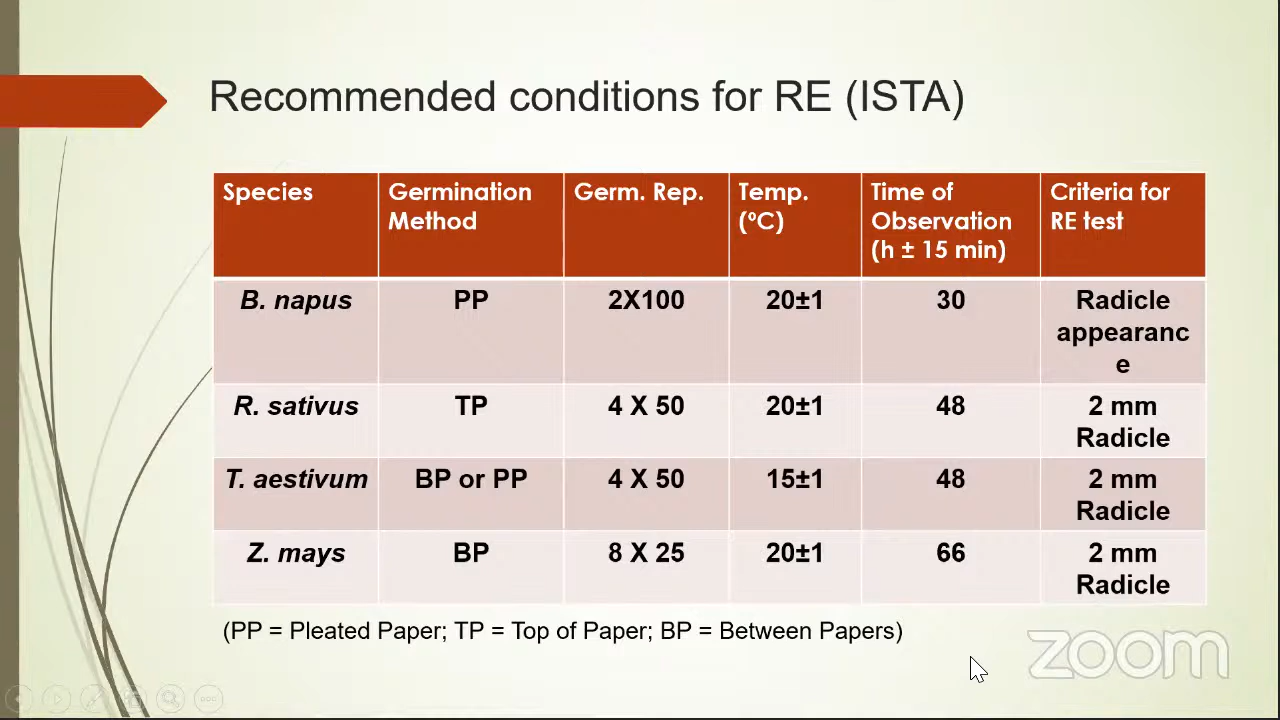 Recommended conditions for RE (ISTA)
Species Germination Method Germ. Rep. Temp. (ºC) Time of Observation (h ± 15 min) Criteria for RE test
B. napus PP 2X100 20±1 30 Radicle appearance
R. sativus TP 4 X 50 20±1 48 2 mm Radicle
T. aestivum BP or PP 4 X 50 15±1 48 2 mm Radicle
Z. mays BP 8 X 25 20±1 66 2 mm Radicle
(PP = Pleated Paper; TP = Top of Paper; BP = Between Papers)
zoom